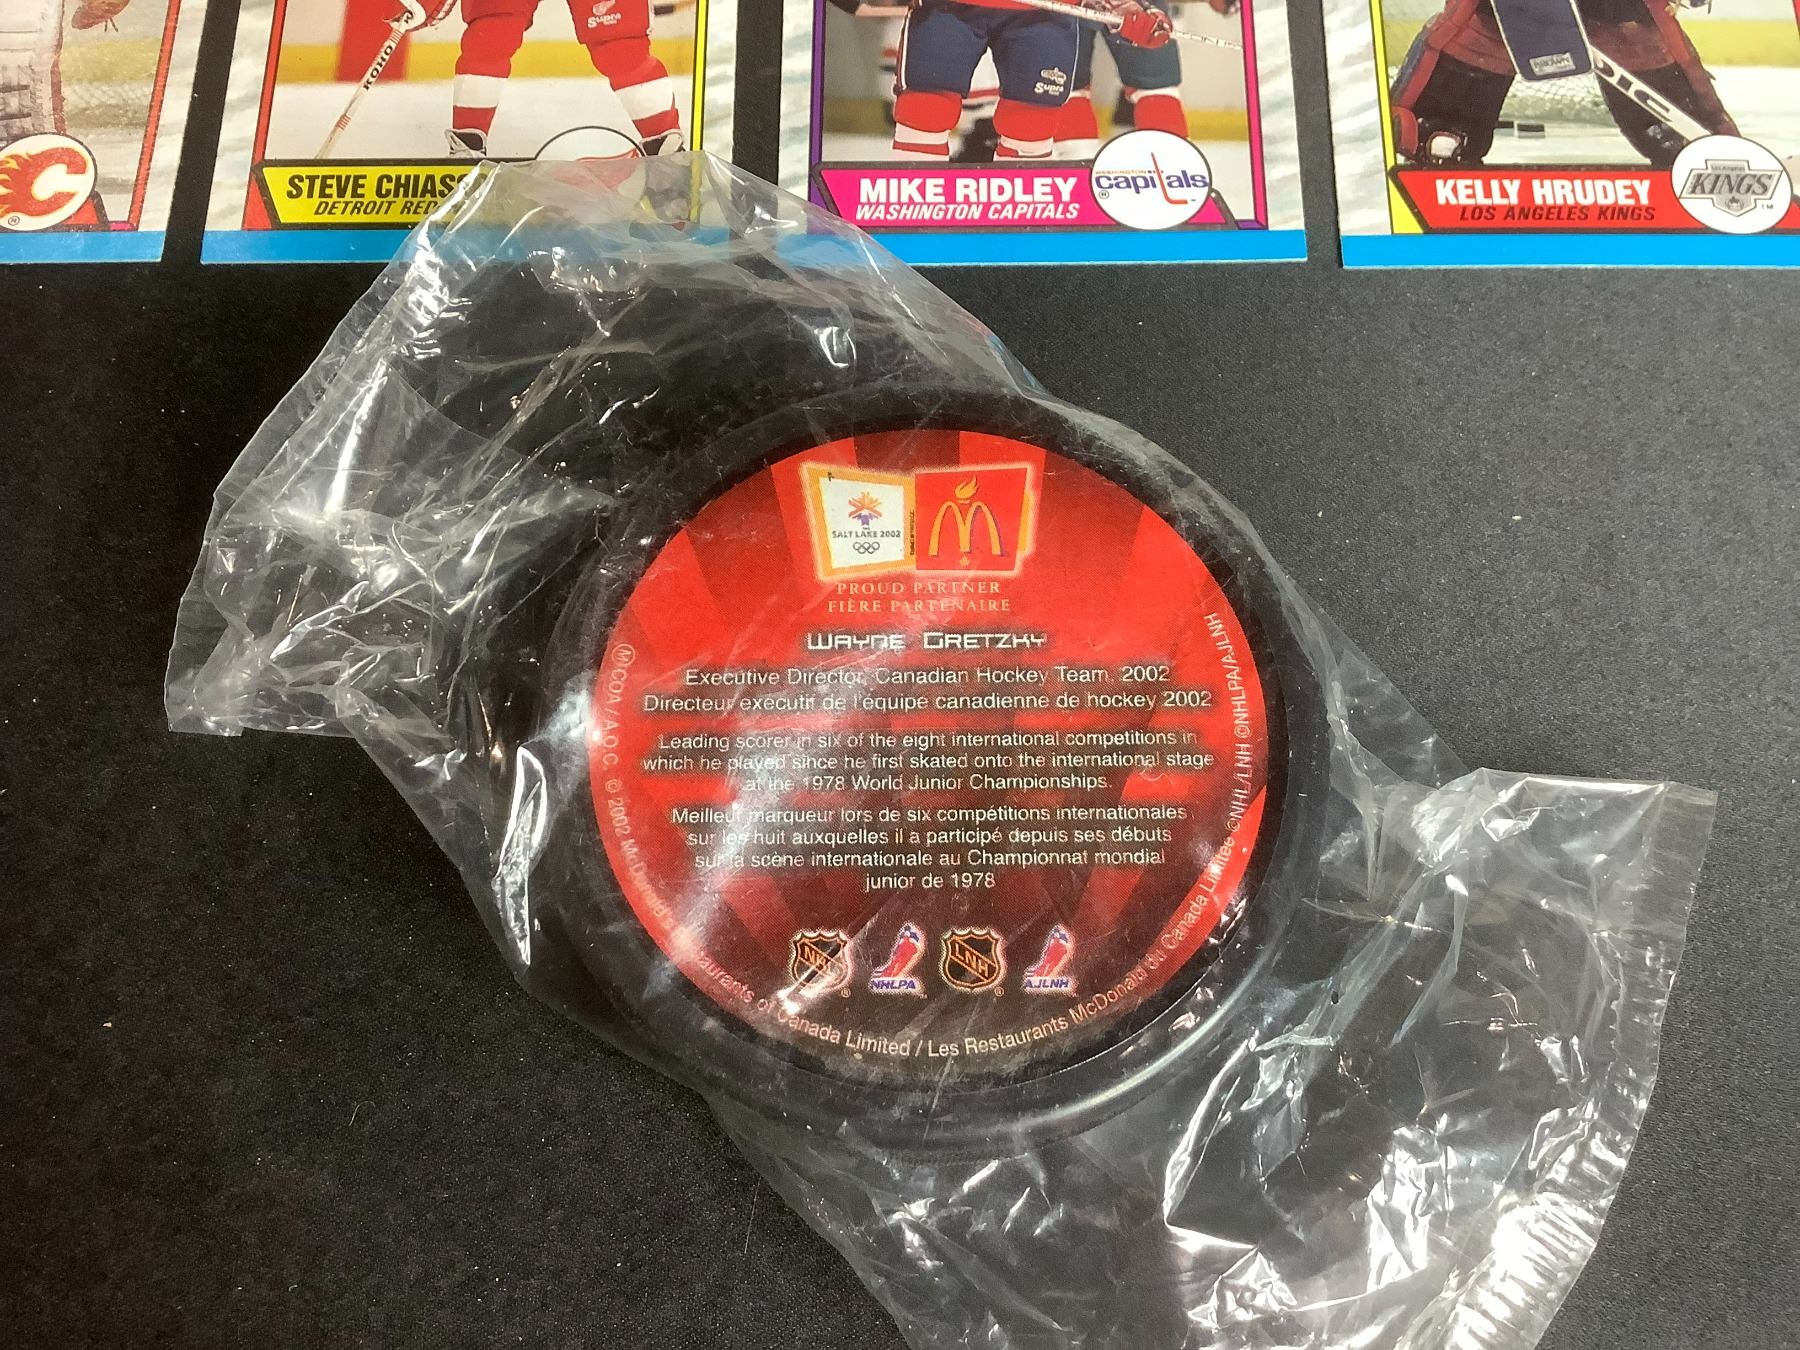 KOHO
Supra
Supra
BROWN
STEVE CHIASS
DETROIT RED
MIKE RIDLEY
WASHINGTON CAPITALS
WASHINGTON
capitals
KELLY HRUDEY
LOS ANGELES KINGS
LOS ANGELES
KINGS
SALT LAKE 2002
PROUD PARTNER
FIÈRE PARTENAIRE
WAYNE GRETZKY
Executive Director, Canadian Hockey Team, 2002
Directeur exécutif de l'équipe canadienne de hockey 2002
Leading scorer in six of the eight international competitions in
which he played since he first skated onto the international stage
at the 1978 World Junior Championships.
Meilleur marqueur lors de six compétitions internationales
sur les huit auxquelles il a participé depuis ses débuts
sur la scène internationale au Championnat mondial
junior de 1978
NHL
NHLPA
LNH
AJLNH
COA / A.O.C. © 2002 McDonald's Restaurants of Canada Limited / Les Restaurants McDonald du Canada Limitée ©NHL/LNH ©NHLPA/AJLNH